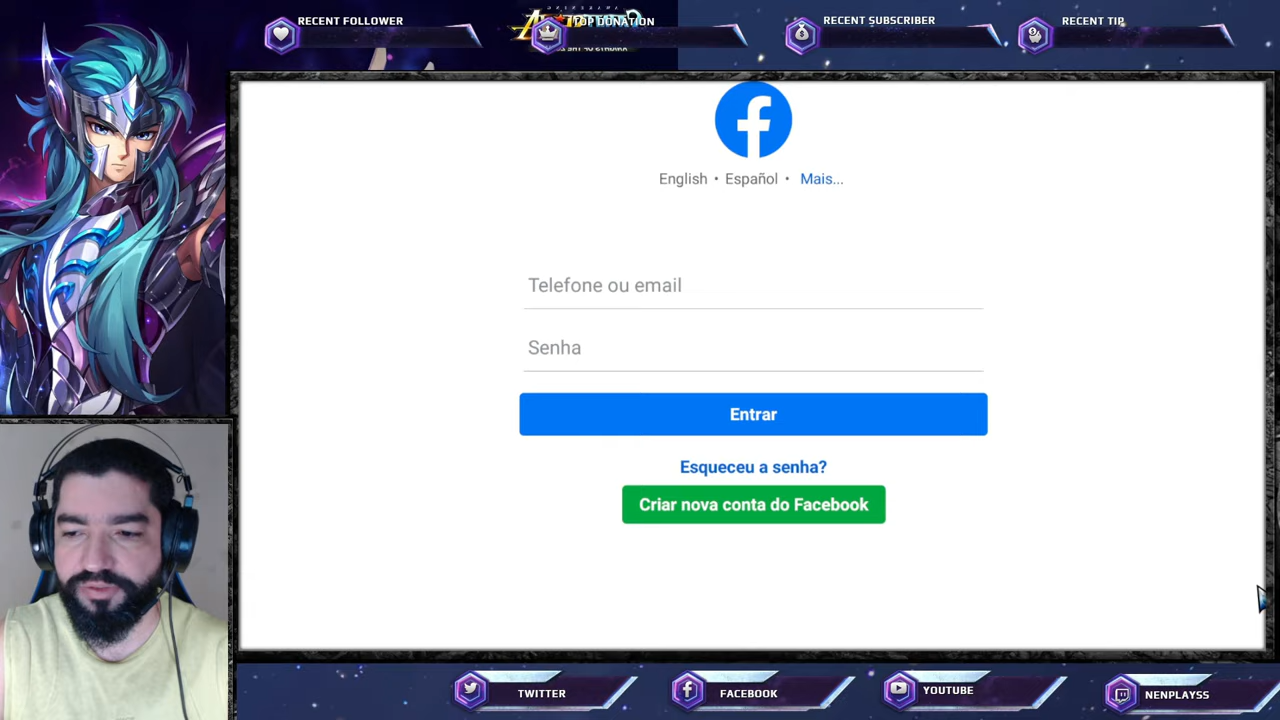 RECENT FOLLOWER
TOP DONATION
RECENT SUBSCRIBER
RECENT TIP
English • Español • Mais...
Telefone ou email
Senha
Entrar
Esqueceu a senha?
Criar nova conta do Facebook
TWITTER
FACEBOOK
YOUTUBE
NENPLAYSS